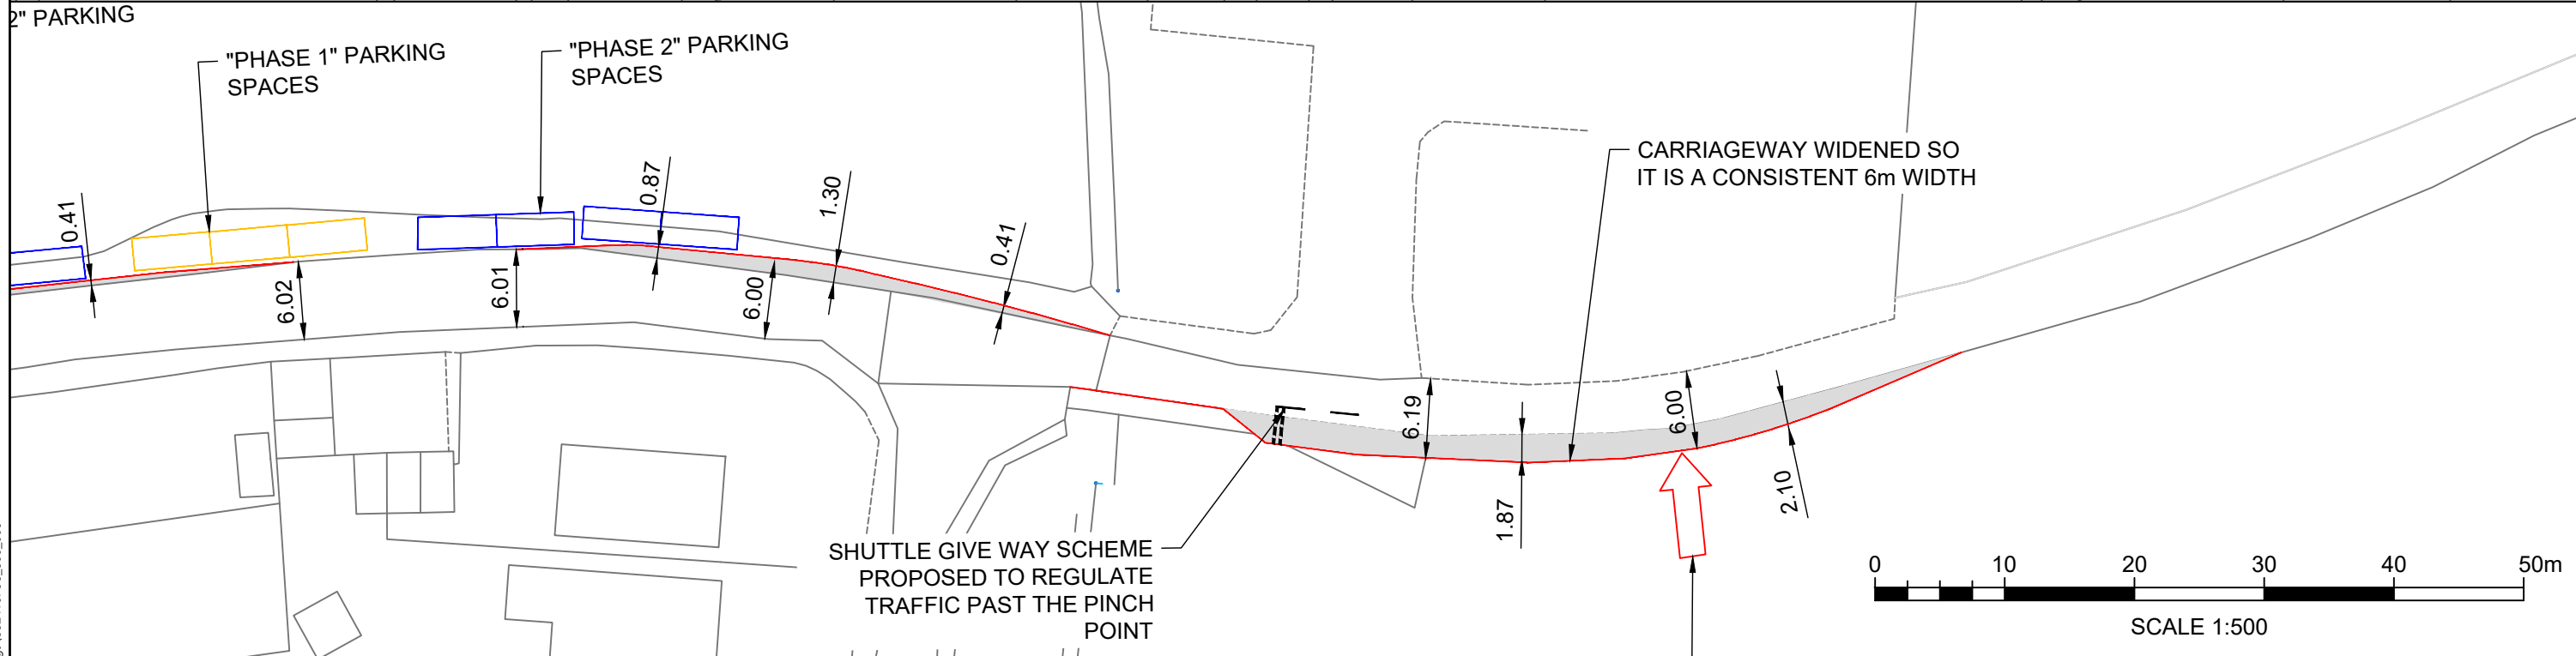 2" PARKING
"PHASE 1" PARKING
SPACES
"PHASE 2" PARKING
SPACES
CARRIAGEWAY WIDENED SO
IT IS A CONSISTENT 6m WIDTH
0.41
0.87
1.30
0.41
6.02
6.01
6.00
6.19
6.00
1.87
2.10
SHUTTLE GIVE WAY SCHEME
PROPOSED TO REGULATE
TRAFFIC PAST THE PINCH
POINT
0 10 20 30 40 50m
SCALE 1:500